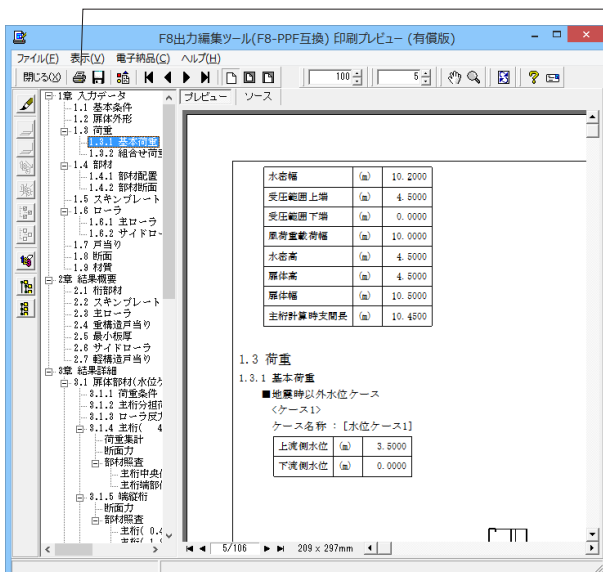 F8出力編集ツール(F8-PPF互換) 印刷プレビュー (有償版)
ファイル(F) 表示(V) 電子納品(C) ヘルプ(H)
閉じる(X) 100 5
プレビュー ソース
1章 入力データ
1.1 基本条件
1.2 扉体外形
1.3 荷重
1.3.1 基本荷重
1.3.2 組合せ荷重
1.4 部材
1.4.1 部材配置
1.4.2 部材断面
1.5 スキンプレート
1.6 ローラ
1.6.1 主ローラ
1.6.2 サイドロー
1.7 戸当り
1.8 断面
1.9 材質
2章 結果概要
2.1 桁部材
2.2 スキンプレート
2.3 主ローラ
2.4 重構造戸当り
2.5 最小板厚
2.6 サイドローラ
2.7 軽構造戸当り
3章 結果詳細
3.1 扉体部材(水位ケ
3.1.1 荷重条件
3.1.2 主桁分担荷
3.1.3 ローラ反力
3.1.4 主桁( 4
荷重集計
断面力
部材照査
主桁中央
主桁端部
3.1.5 端縦桁
断面力
部材照査
主桁( 0.4
主桁( 1.9
水密幅 (m) 10.2000
受圧範囲上端 (m) 4.5000
受圧範囲下端 (m) 0.0000
風荷重載荷幅 (m) 10.0000
水密高 (m) 4.5000
扉体高 (m) 4.5000
扉体幅 (m) 10.5000
主桁計算時支間長 (m) 10.4500
1.3 荷重
1.3.1 基本荷重
■地震時以外水位ケース
<ケース1>
ケース名称 : [水位ケース1]
上流側水位 (m) 3.5000
下流側水位 (m) 0.0000
5/106 209 x 297mm